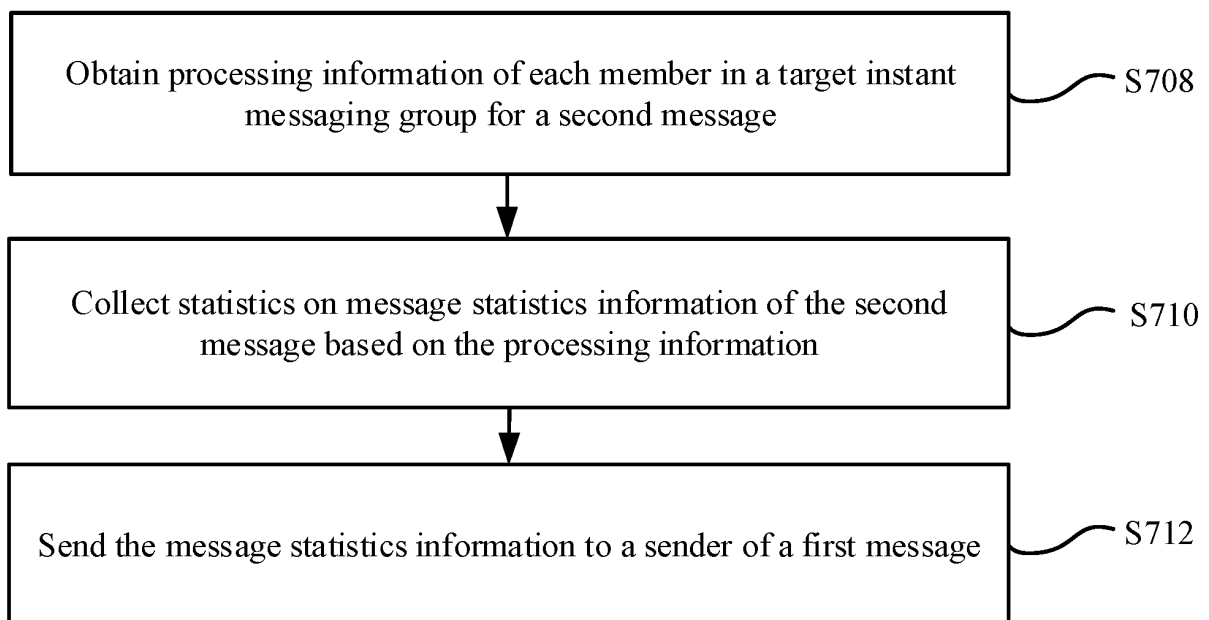 Obtain processing information of each member in a target instant
messaging group for a second message
S708
Collect statistics on message statistics information of the second
message based on the processing information
S710
Send the message statistics information to a sender of a first message
S712